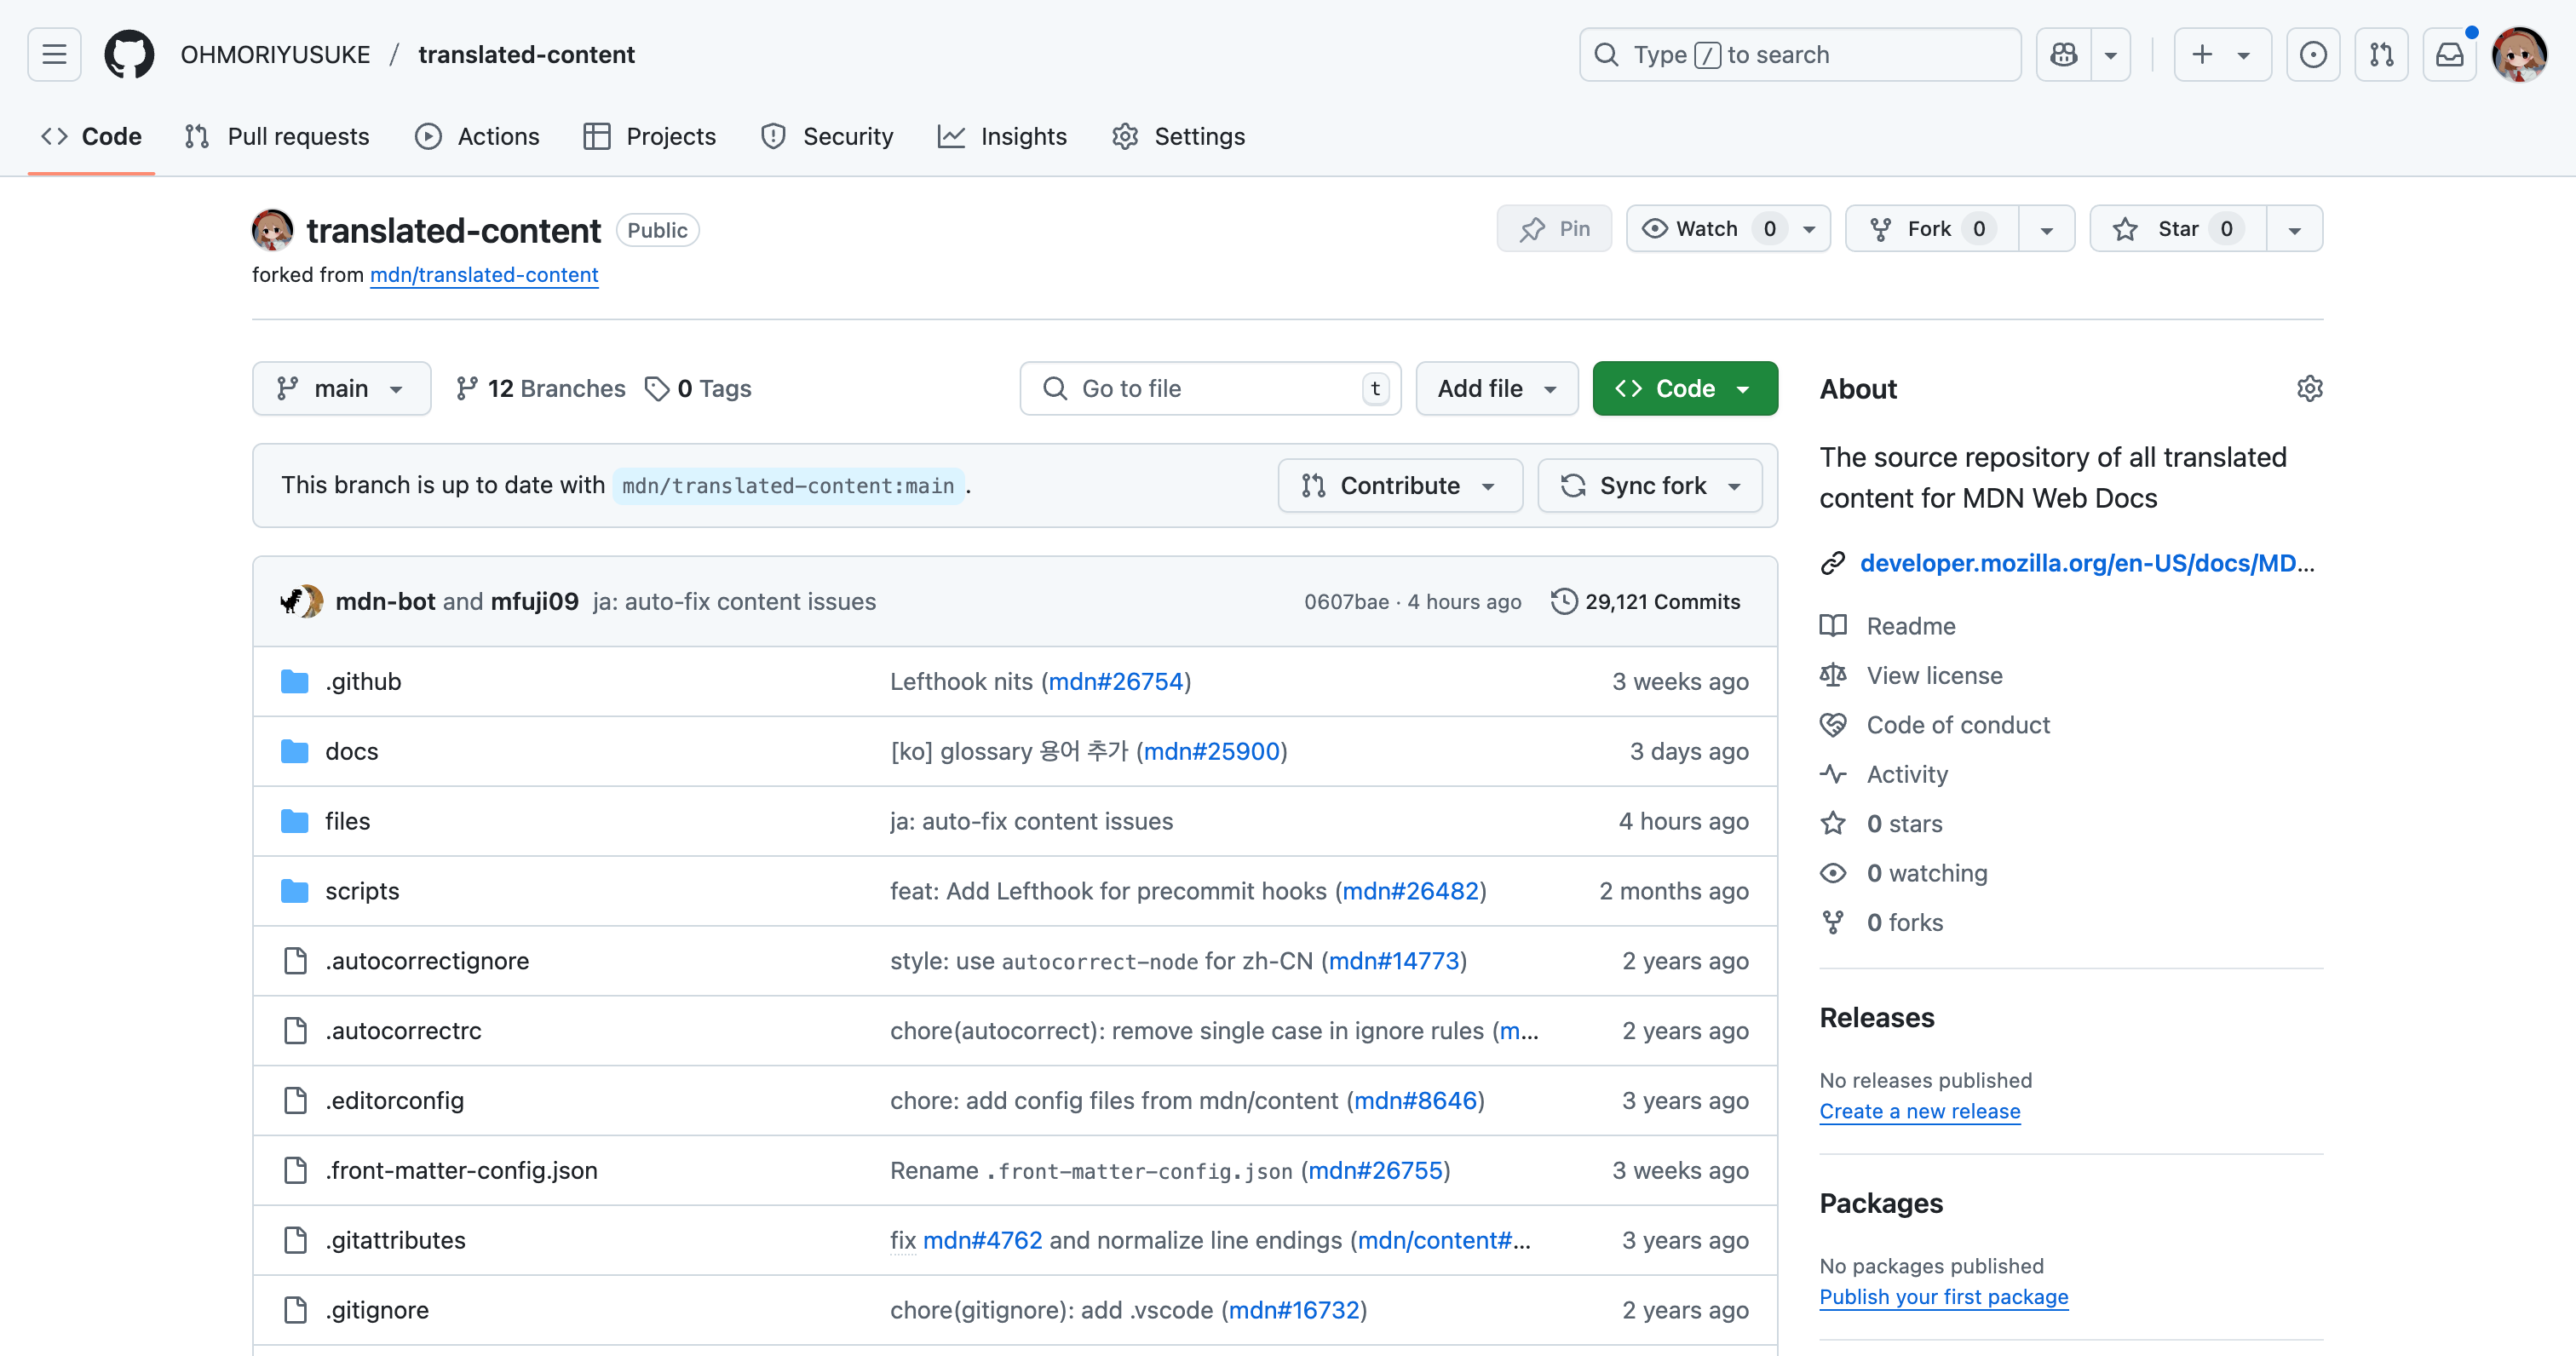 OHMORIYUSUKE / translated-content
Type / to search
Code Pull requests Actions Projects Security Insights Settings
translated-content Public
forked from mdn/translated-content
Pin Watch 0 Fork 0 Star 0
main 12 Branches 0 Tags
Go to file t Add file Code
This branch is up to date with mdn/translated-content:main.
Contribute Sync fork
mdn-bot and mfuji09 ja: auto-fix content issues 0607bae · 4 hours ago 29,121 Commits
.github Lefthook nits (mdn#26754) 3 weeks ago
docs [ko] glossary 용어 추가 (mdn#25900) 3 days ago
files ja: auto-fix content issues 4 hours ago
scripts feat: Add Lefthook for precommit hooks (mdn#26482) 2 months ago
.autocorrectignore style: use autocorrect-node for zh-CN (mdn#14773) 2 years ago
.autocorrectrc chore(autocorrect): remove single case in ignore rules (m... 2 years ago
.editorconfig chore: add config files from mdn/content (mdn#8646) 3 years ago
.front-matter-config.json Rename .front-matter-config.json (mdn#26755) 3 weeks ago
.gitattributes fix mdn#4762 and normalize line endings (mdn/content#... 3 years ago
.gitignore chore(gitignore): add .vscode (mdn#16732) 2 years ago
About
The source repository of all translated
content for MDN Web Docs
developer.mozilla.org/en-US/docs/MD...
Readme
View license
Code of conduct
Activity
0 stars
0 watching
0 forks
Releases
No releases published
Create a new release
Packages
No packages published
Publish your first package